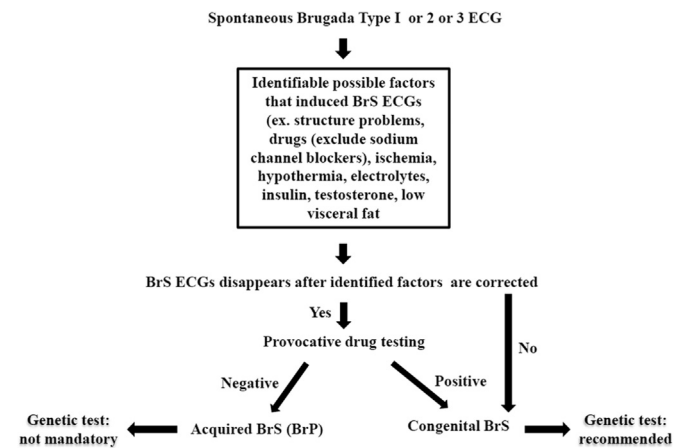 Spontaneous Brugada Type I or 2 or 3 ECG
Identifiable possible factors
that induced BrS ECGs
(ex. structure problems,
drugs (exclude sodium
channel blockers), ischemia,
hypothermia, electrolytes,
insulin, testosterone, low
visceral fat
BrS ECGs disappears after identified factors are corrected
Yes
No
Provocative drug testing
Negative
Positive
Genetic test:
not mandatory
Acquired BrS (BrP)
Congenital BrS
Genetic test:
recommended